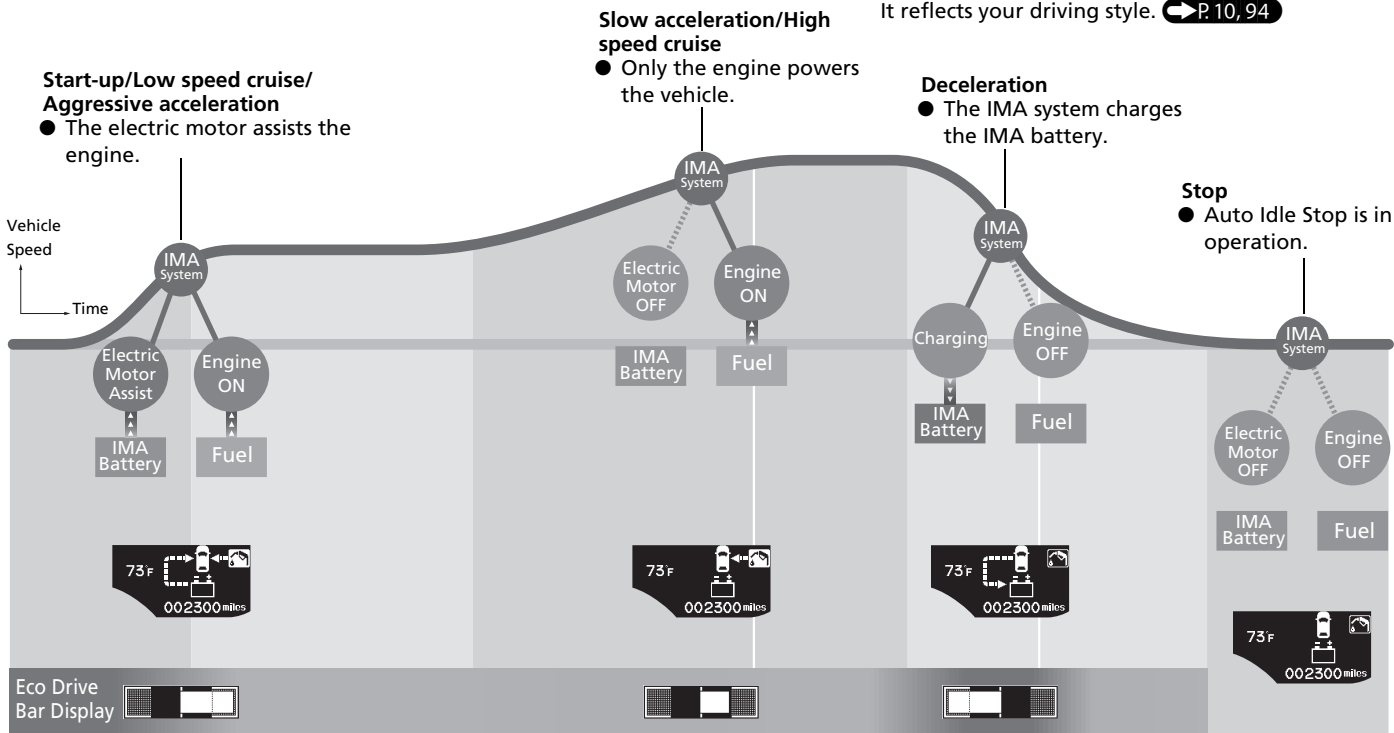 It reflects your driving style. P. 10, 94
Start-up/Low speed cruise/
Aggressive acceleration
● The electric motor assists the
engine.
Slow acceleration/High
speed cruise
● Only the engine powers
the vehicle.
Deceleration
● The IMA system charges
the IMA battery.
Stop
● Auto Idle Stop is in
operation.
Vehicle
Speed
Time
IMA
System
Electric
Motor
Assist
Engine
ON
IMA
Battery
Fuel
IMA
System
Electric
Motor
OFF
Engine
ON
IMA
Battery
Fuel
IMA
System
Charging
Engine
OFF
IMA
Battery
Fuel
IMA
System
Electric
Motor
OFF
Engine
OFF
IMA
Battery
Fuel
73°F
002300 miles
73°F
002300 miles
73°F
002300 miles
73°F
002300 miles
Eco Drive
Bar Display